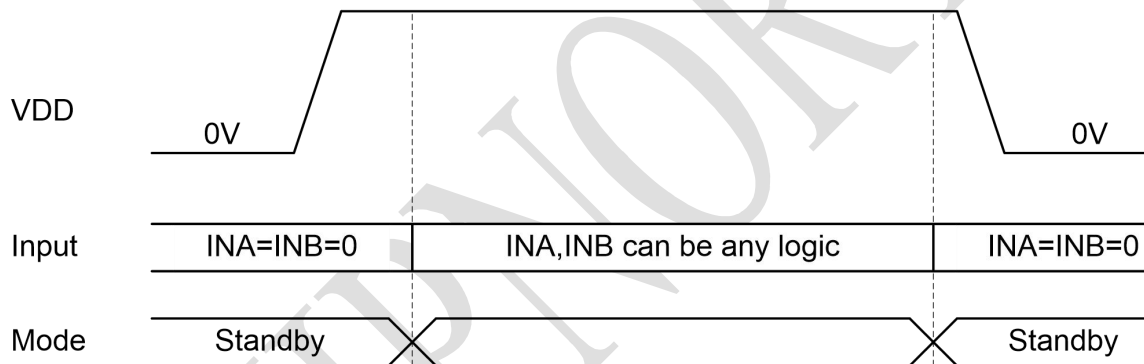 VDD
0V
0V
Input
INA=INB=0
INA,INB can be any logic
INA=INB=0
Mode
Standby
Standby